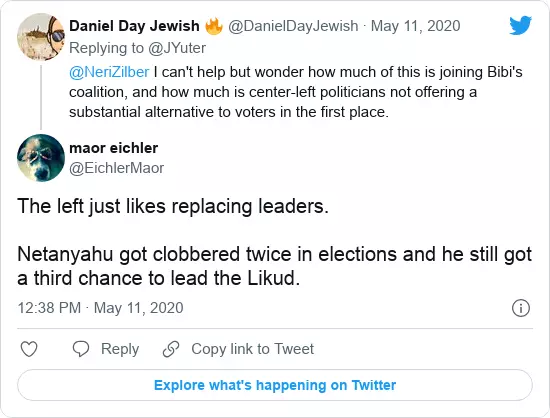 Daniel Day Jewish 🔥 @DanielDayJewish · May 11, 2020
Replying to @JYuter
@NeriZilber I can't help but wonder how much of this is joining Bibi's
coalition, and how much is center-left politicians not offering a
substantial alternative to voters in the first place.
maor eichler
@EichlerMaor
The left just likes replacing leaders.
Netanyahu got clobbered twice in elections and he still got
a third chance to lead the Likud.
12:38 PM · May 11, 2020
Reply Copy link to Tweet
Explore what's happening on Twitter